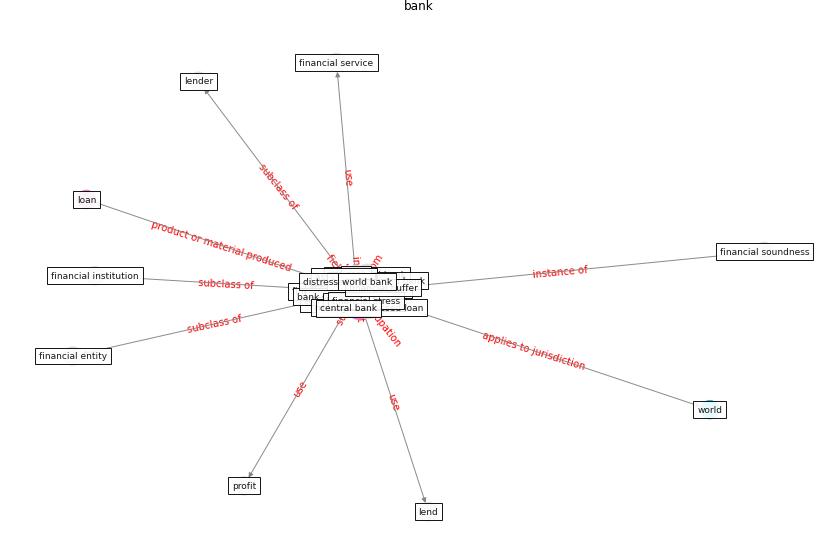 bank
financial service
lender
subclass of
use
loan
product or material produced
financial soundness
instance of
financial institution
subclass of
distress
world bank
uffer
bank
central bank
loan
financial entity
subclass of
applies to jurisdiction
world
use
use
profit
lend